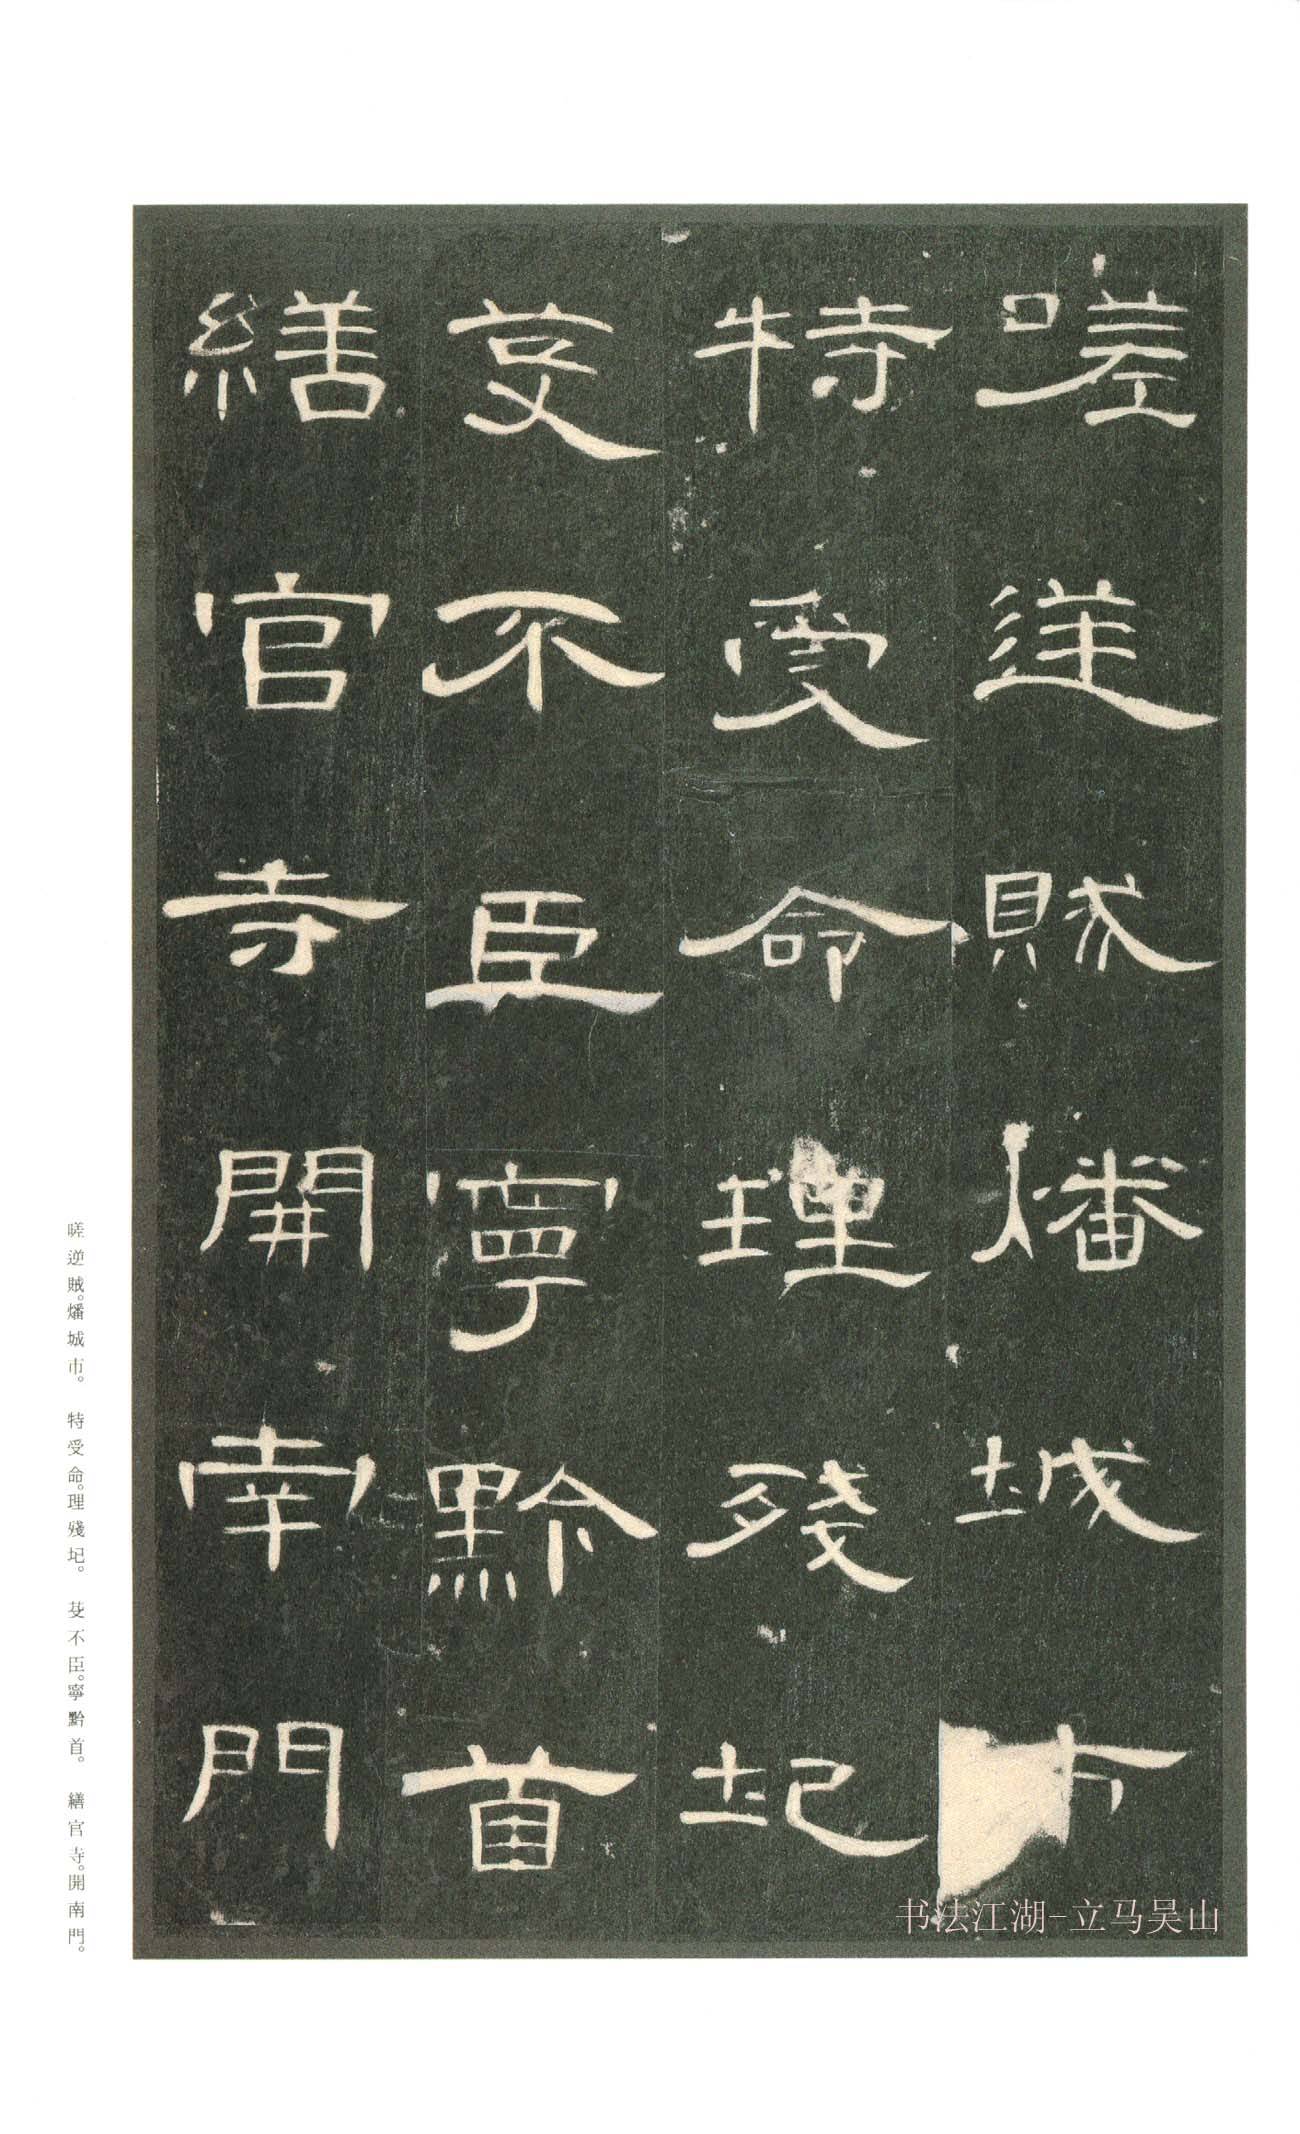 嗟逆賊燔城市
特受命理殘圮
芟不臣寧黔首
繕官寺開南門
嗟逆賊。燔城市。　特受命。理殘圮。　芟不臣。寧黔首。　繕官寺。開南門。
书法江湖-立马吴山